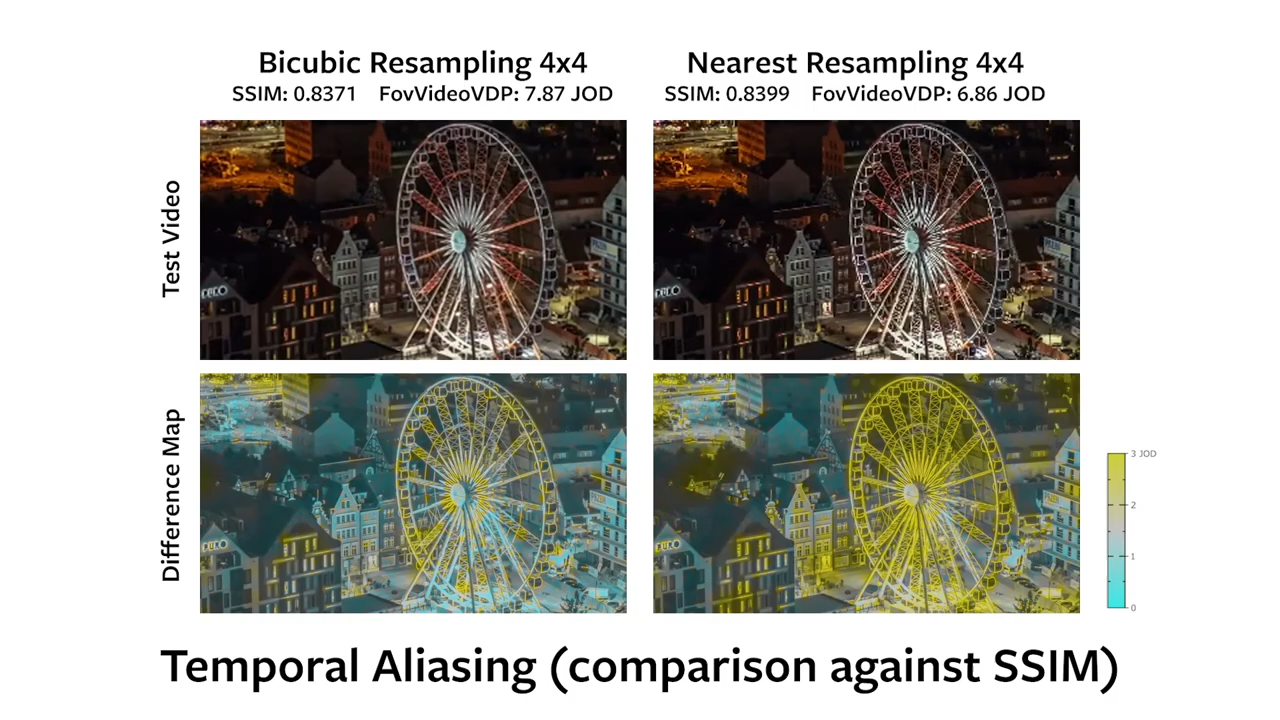 Bicubic Resampling 4x4
SSIM: 0.8371 FovVideoVDP: 7.87 JOD
Nearest Resampling 4x4
SSIM: 0.8399 FovVideoVDP: 6.86 JOD
Test Video
Difference Map
3 JOD
2
1
0
Temporal Aliasing (comparison against SSIM)